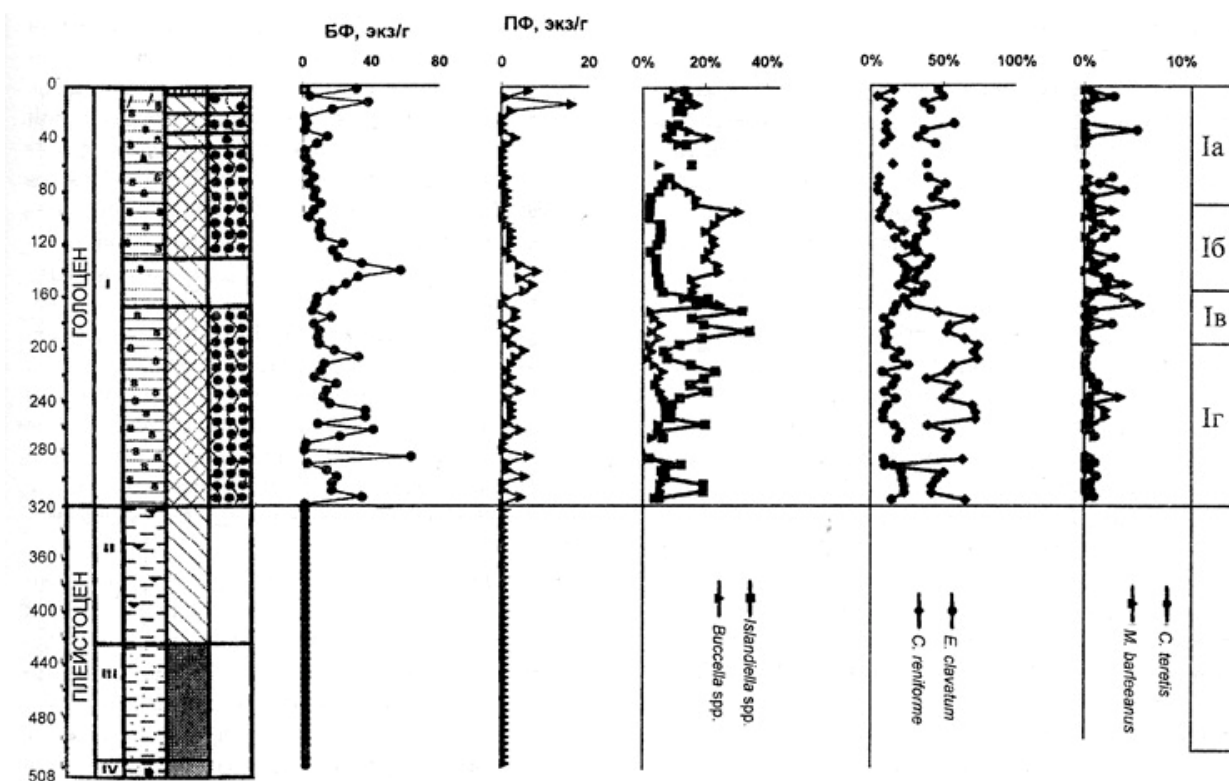 БФ, экз/г
ПФ, экз/г
0 40 80
0 20
0% 20% 40%
0% 50% 100%
0% 10%
0
40
80
120
160
200
240
280
320
360
400
440
480
508
ГОЛОЦЕН
ПЛЕЙСТОЦЕН
I
II
III
IV
Iа
Iб
Iв
Iг
Buccella spp.
Islandiella spp.
C. reniforme
E. clavatum
M. barleeanus
C. teretis